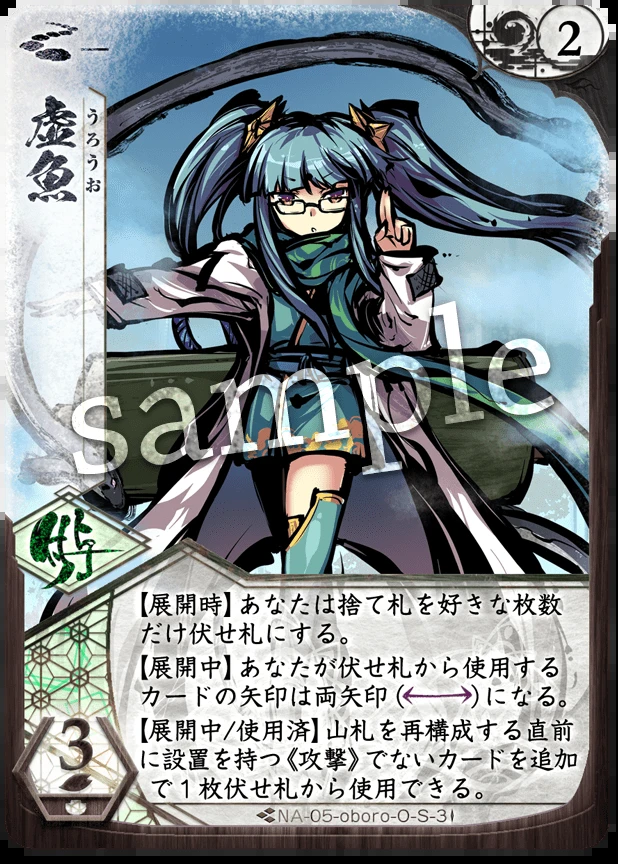 2
虚魚
うろうお
sample
付与
【展開時】あなたは捨て札を好きな枚数
だけ伏せ札にする。
【展開中】あなたが伏せ札から使用する
カードの矢印は両矢印(⟷)になる。
【展開中/使用済】山札を再構成する直前
に設置を持つ《攻撃》でないカードを追加
で1枚伏せ札から使用できる。
3
NA-05-oboro-O-S-3